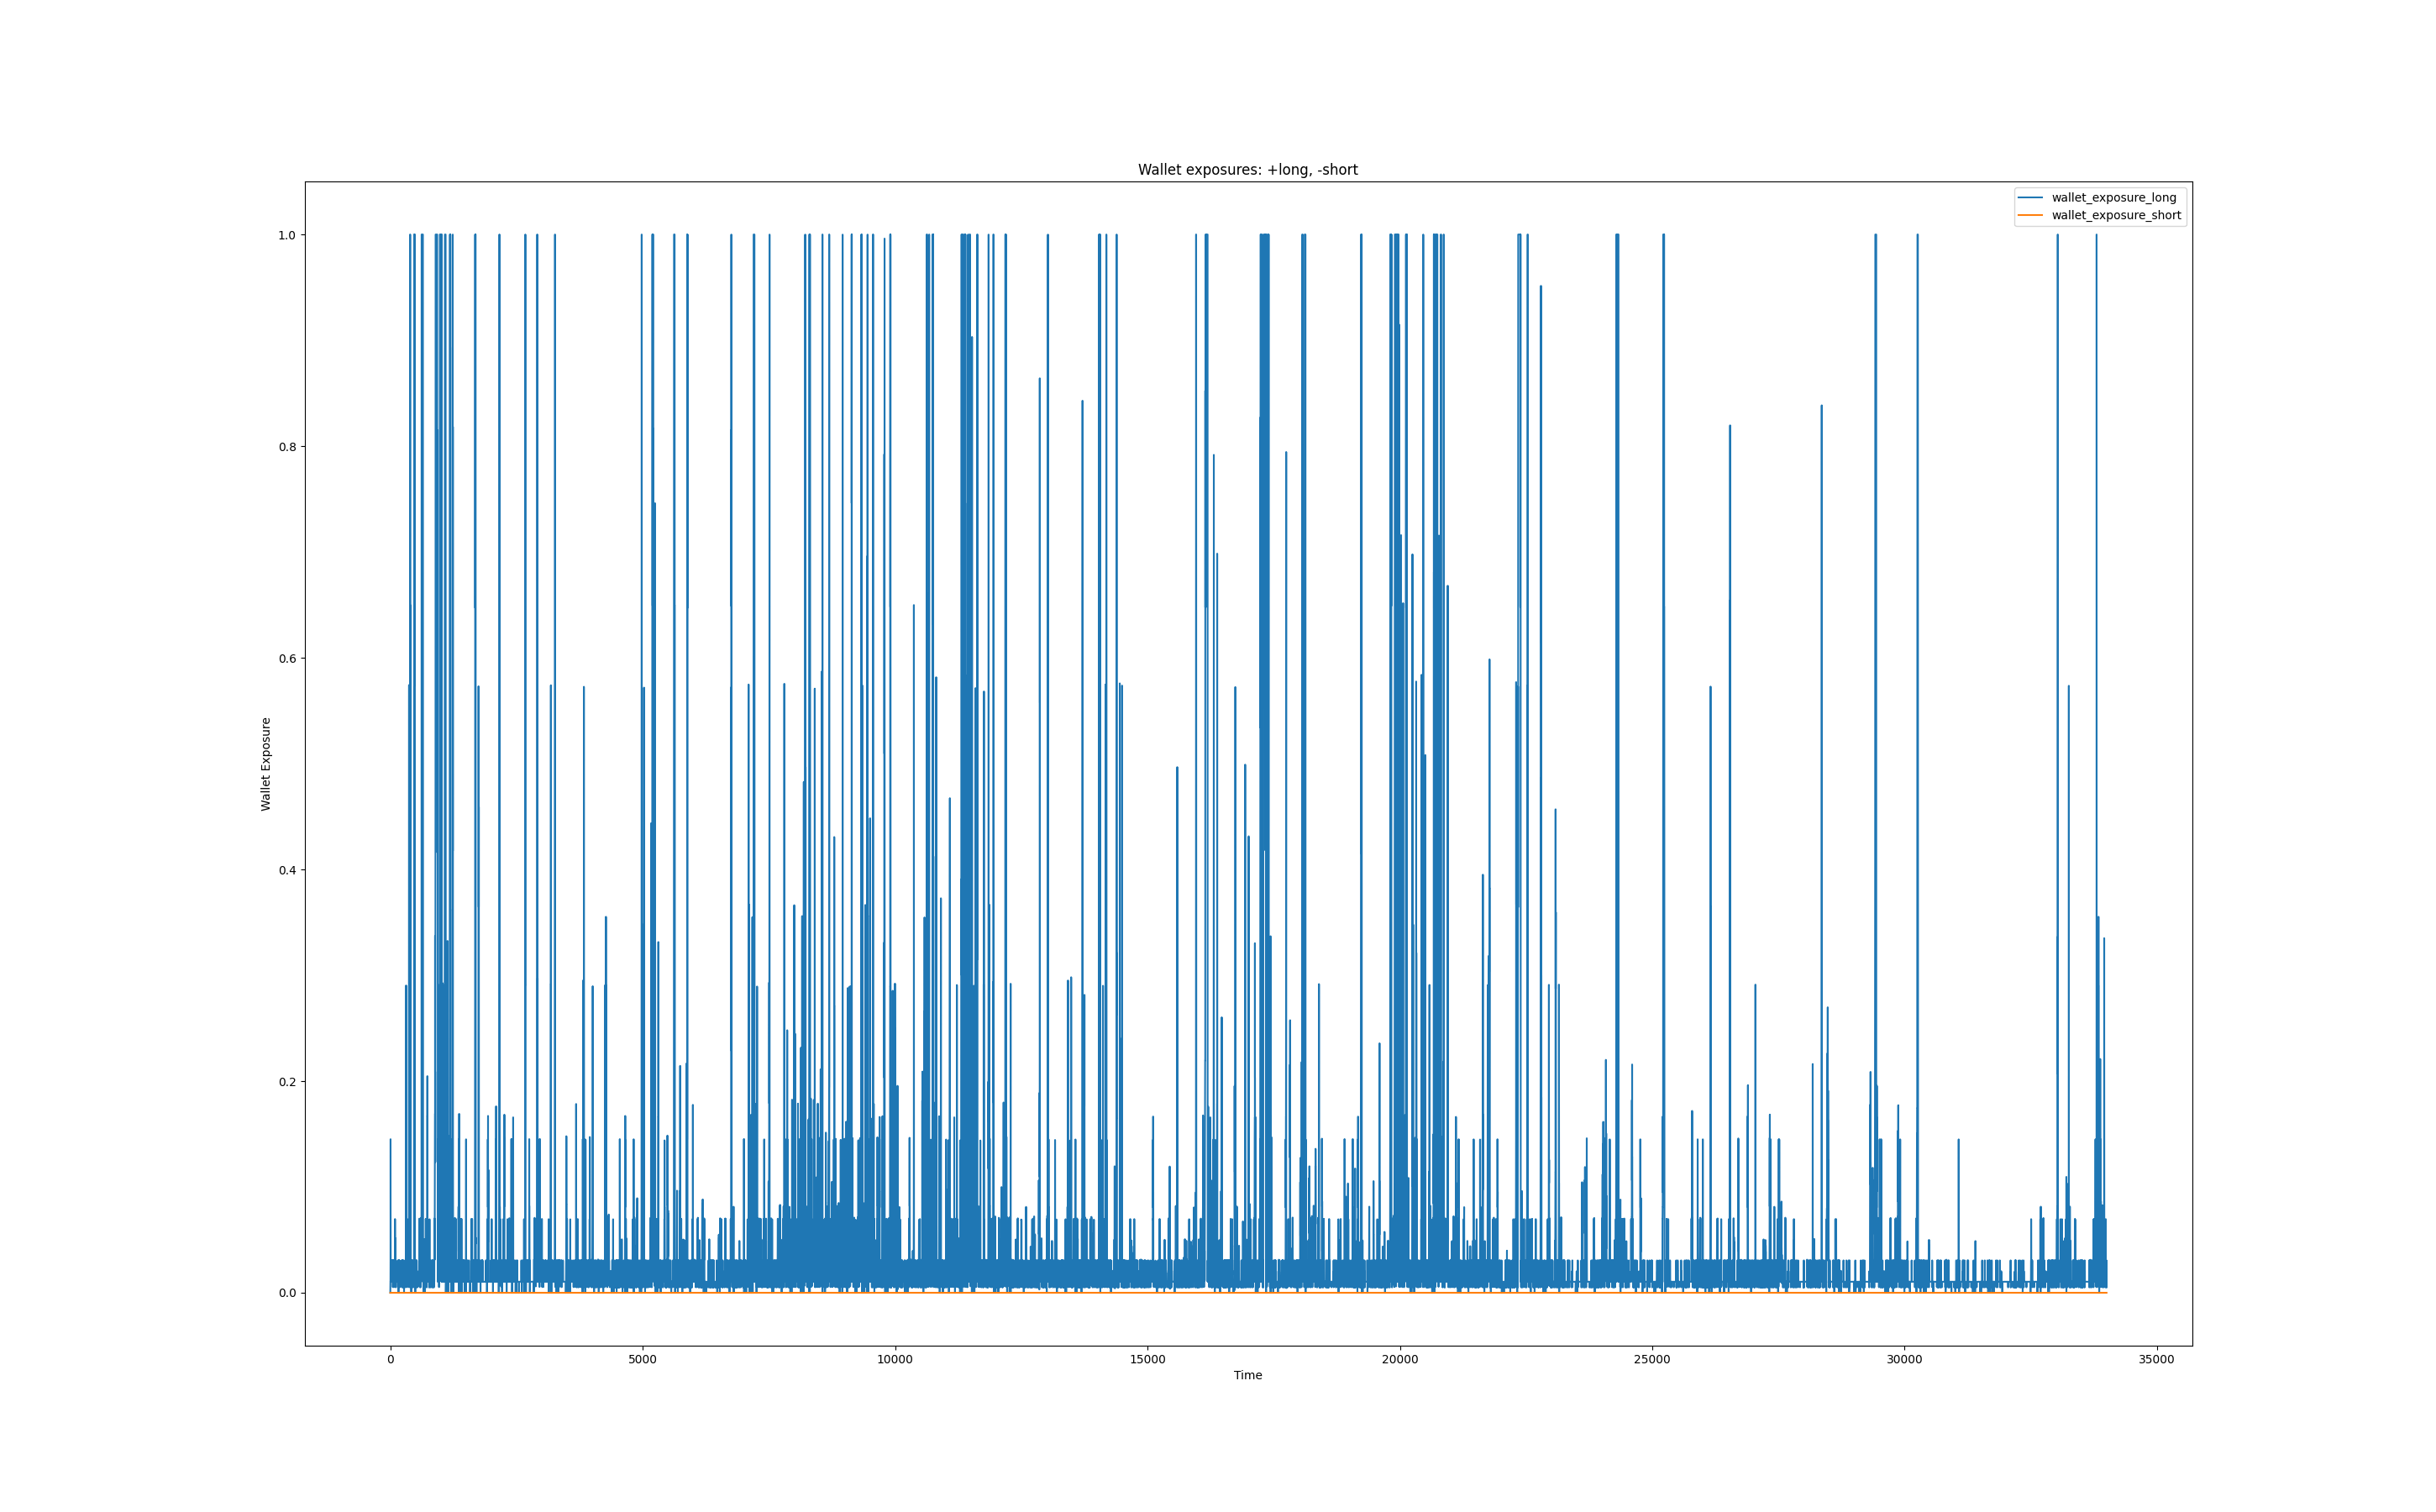 Wallet exposures: +long, -short
wallet_exposure_long
wallet_exposure_short
1.0
0.8
0.6
0.4
0.2
0.0
Wallet Exposure
0 5000 10000 15000 20000 25000 30000 35000
Time